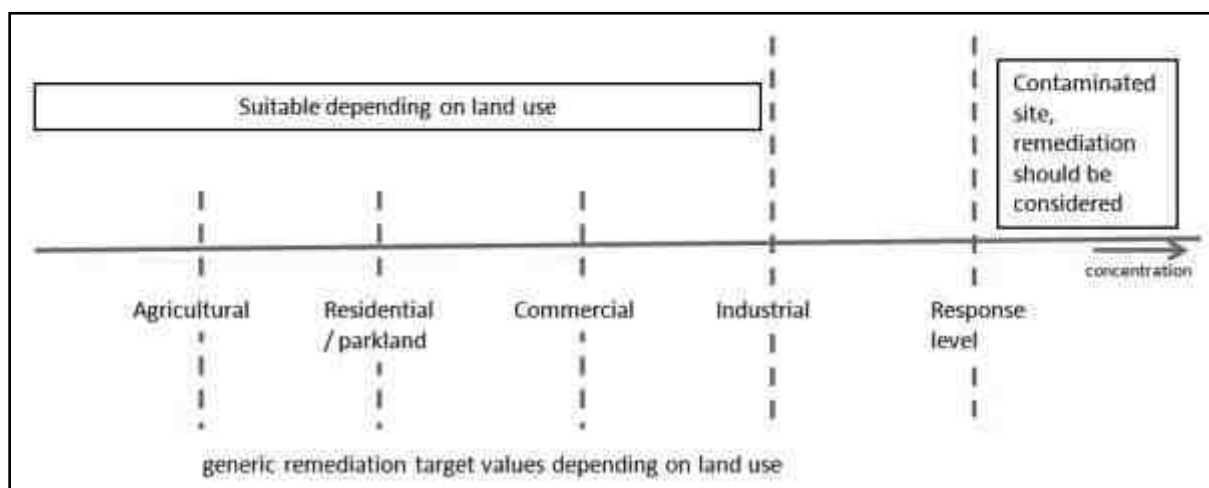 Suitable depending on land use
Contaminated
site,
remediation
should be
considered
concentration
Agricultural
Residential
/ parkland
Commercial
Industrial
Response
level
generic remediation target values depending on land use